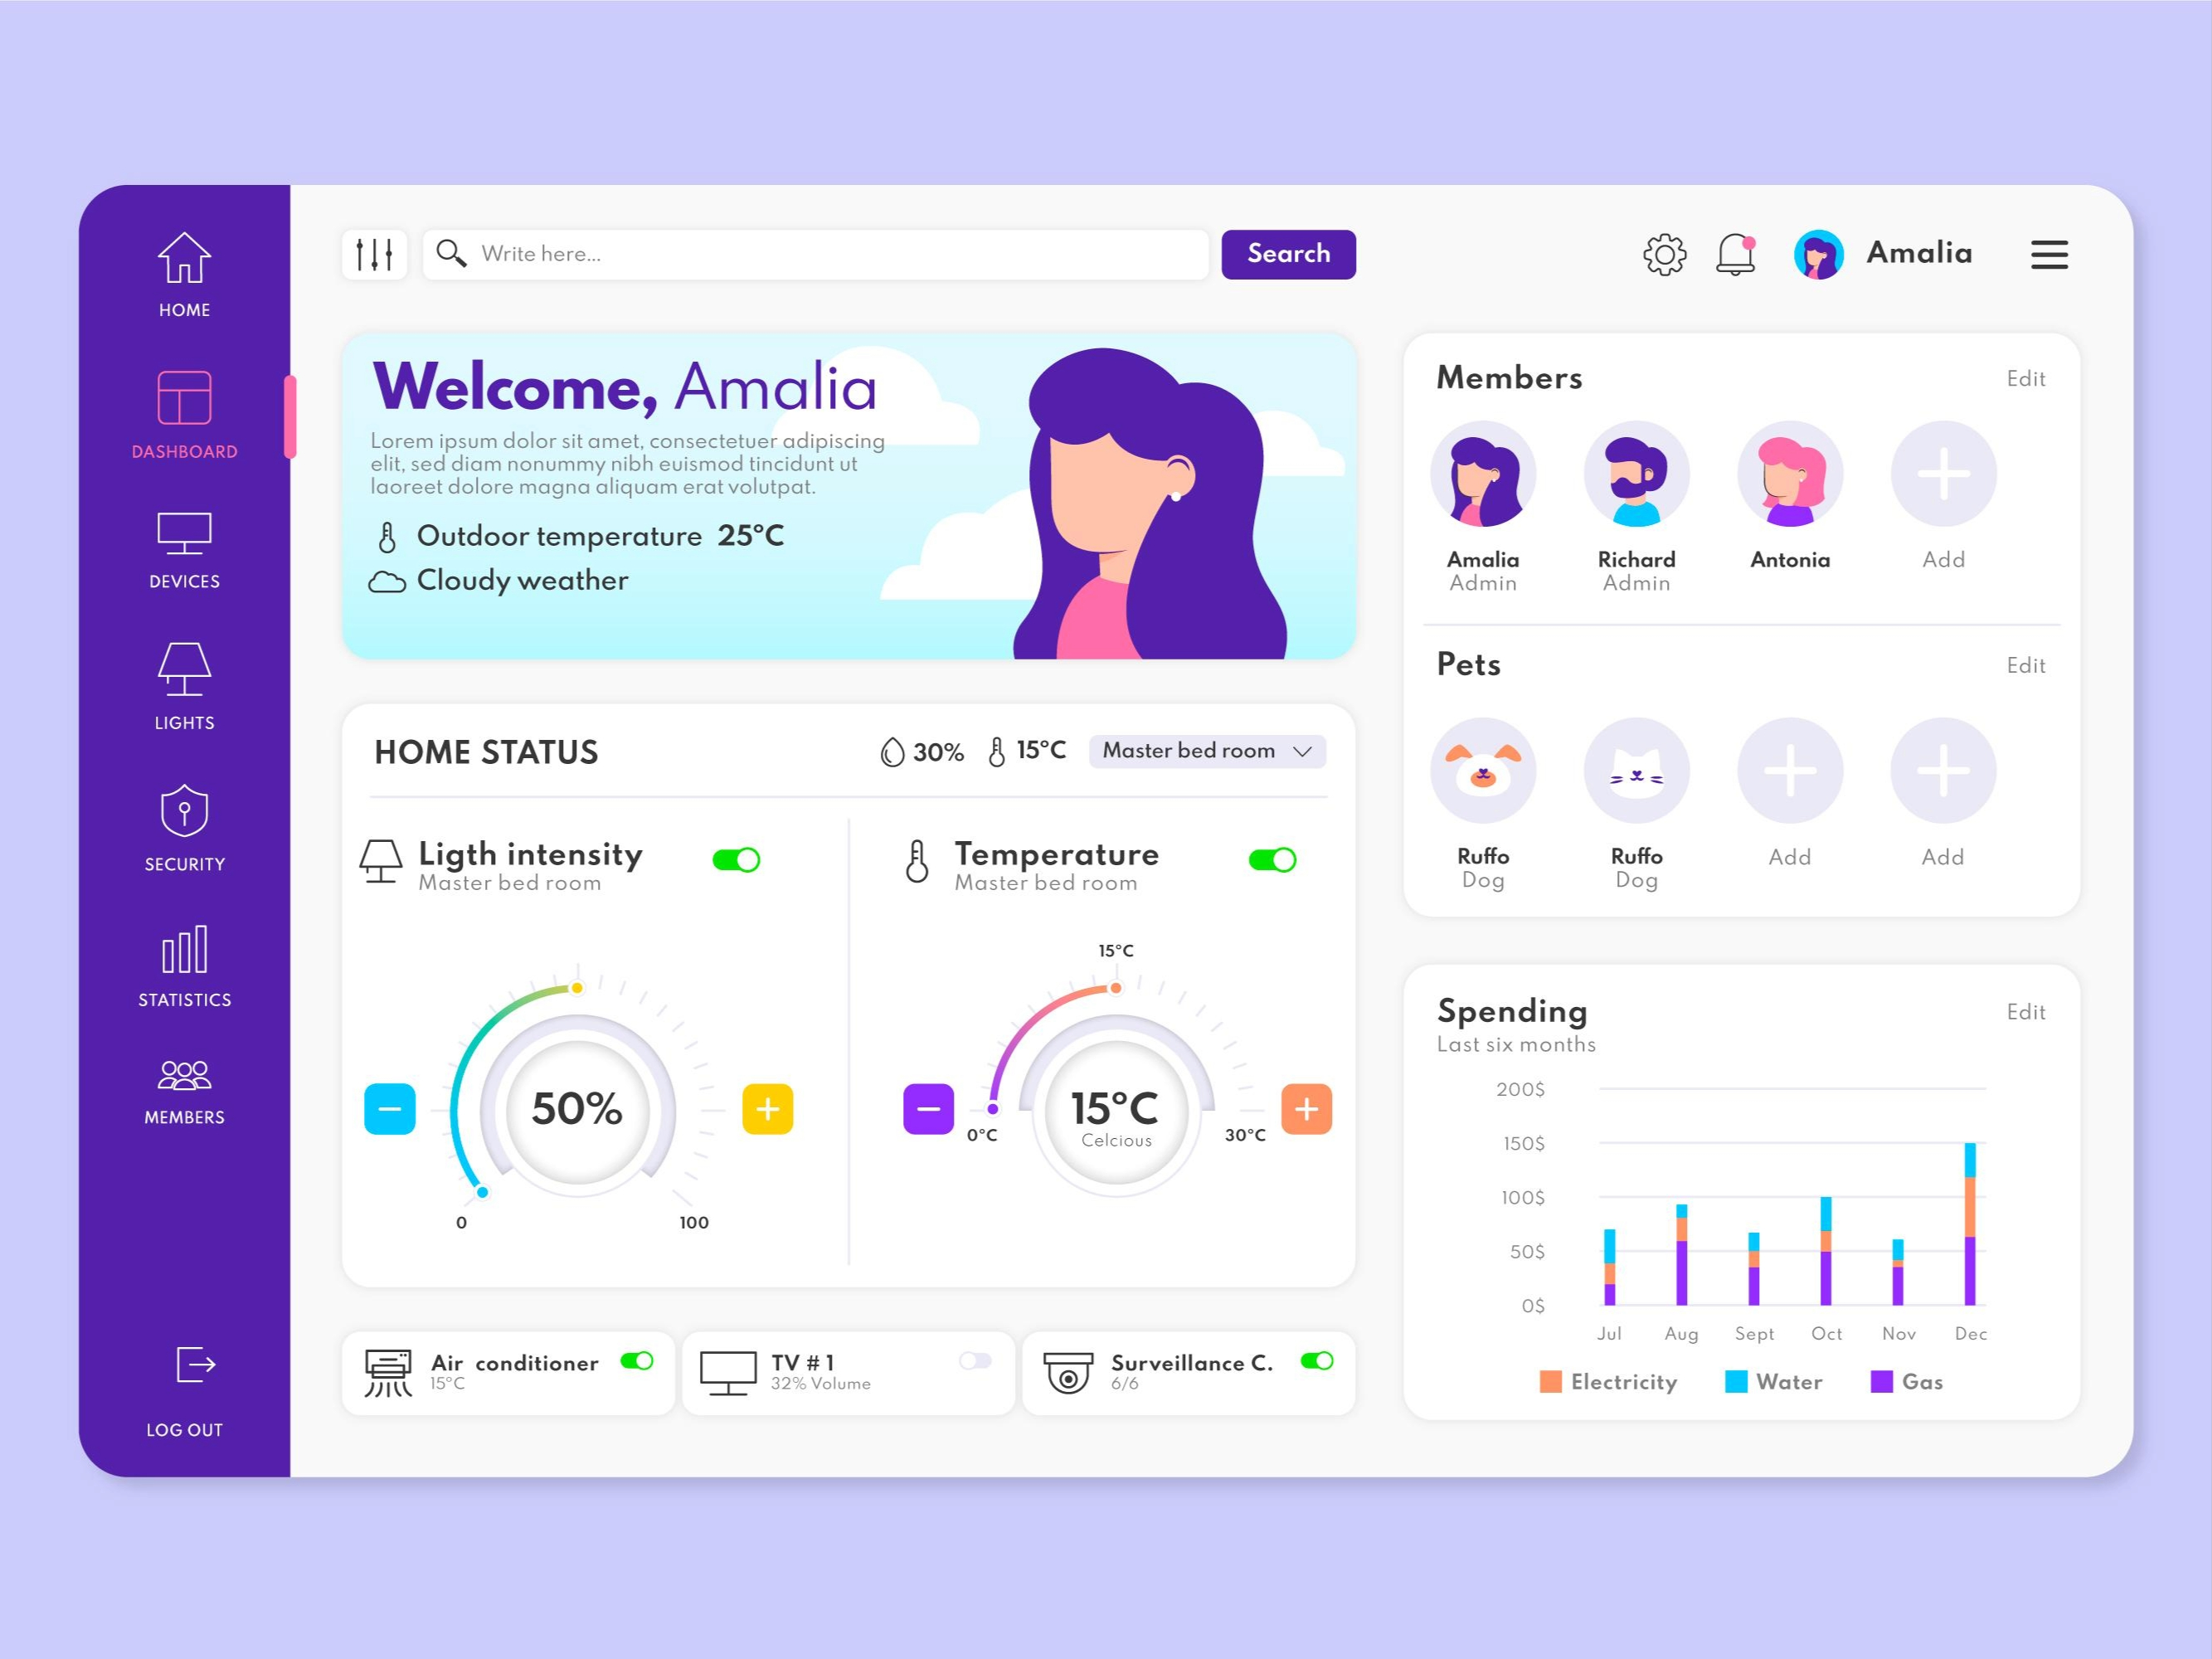 HOME
DASHBOARD
DEVICES
LIGHTS
SECURITY
STATISTICS
MEMBERS
LOG OUT
Write here...
Search
Amalia
Welcome, Amalia
Lorem ipsum dolor sit amet, consectetuer adipiscing
elit, sed diam nonummy nibh euismod tincidunt ut
laoreet dolore magna aliquam erat volutpat.
Outdoor temperature 25°C
Cloudy weather
HOME STATUS
30%
15°C
Master bed room
Ligth intensity
Master bed room
50%
0
100
Temperature
Master bed room
15°C
15°C
Celcious
0°C
30°C
Air conditioner
15°C
TV # 1
32% Volume
Surveillance C.
6/6
Members
Edit
Amalia
Admin
Richard
Admin
Antonia
Add
Pets
Edit
Ruffo
Dog
Ruffo
Dog
Add
Add
Spending
Edit
Last six months
200$
150$
100$
50$
0$
Jul Aug Sept Oct Nov Dec
Electricity Water Gas